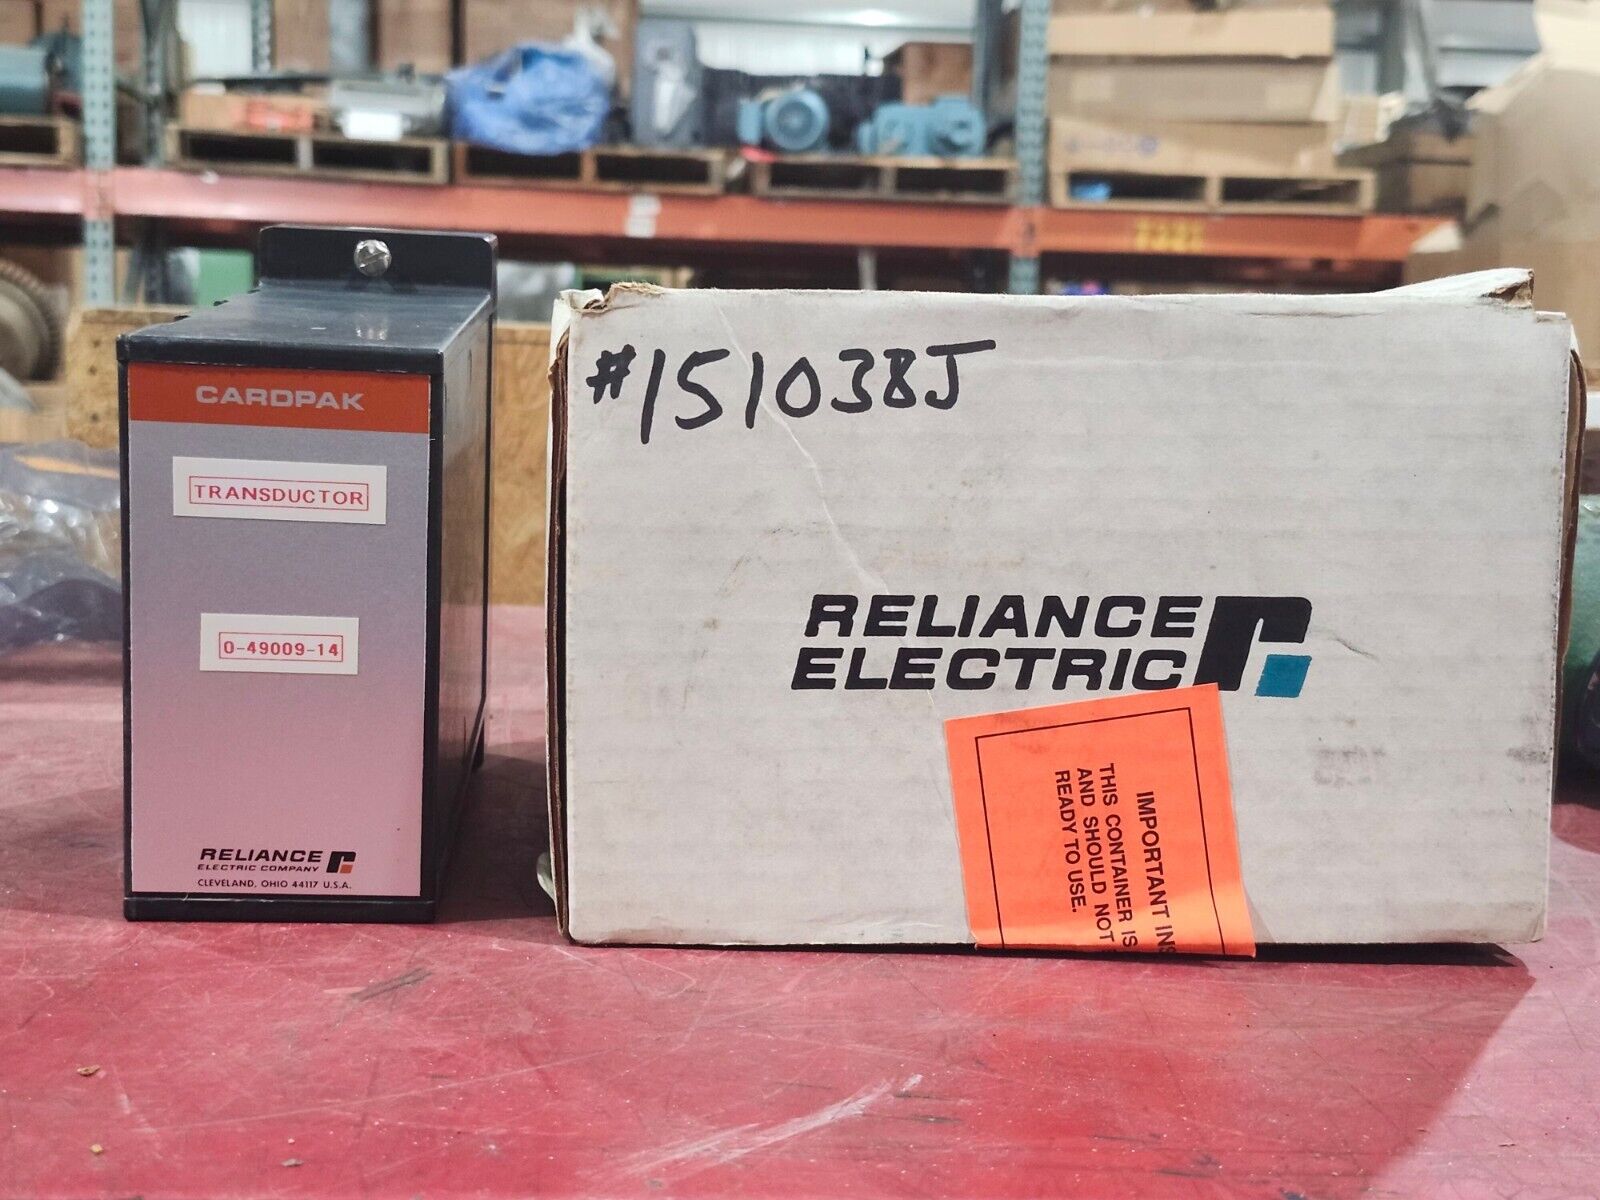 CARDPAK
TRANSDUCTOR
0-49009-14
RELIANCE
ELECTRIC COMPANY
CLEVELAND, OHIO 44117 U.S.A.
#151038J
RELIANCE
ELECTRIC
IMPORTANT
THIS CONTAINER IS
AND SHOULD NOT
READY TO USE.